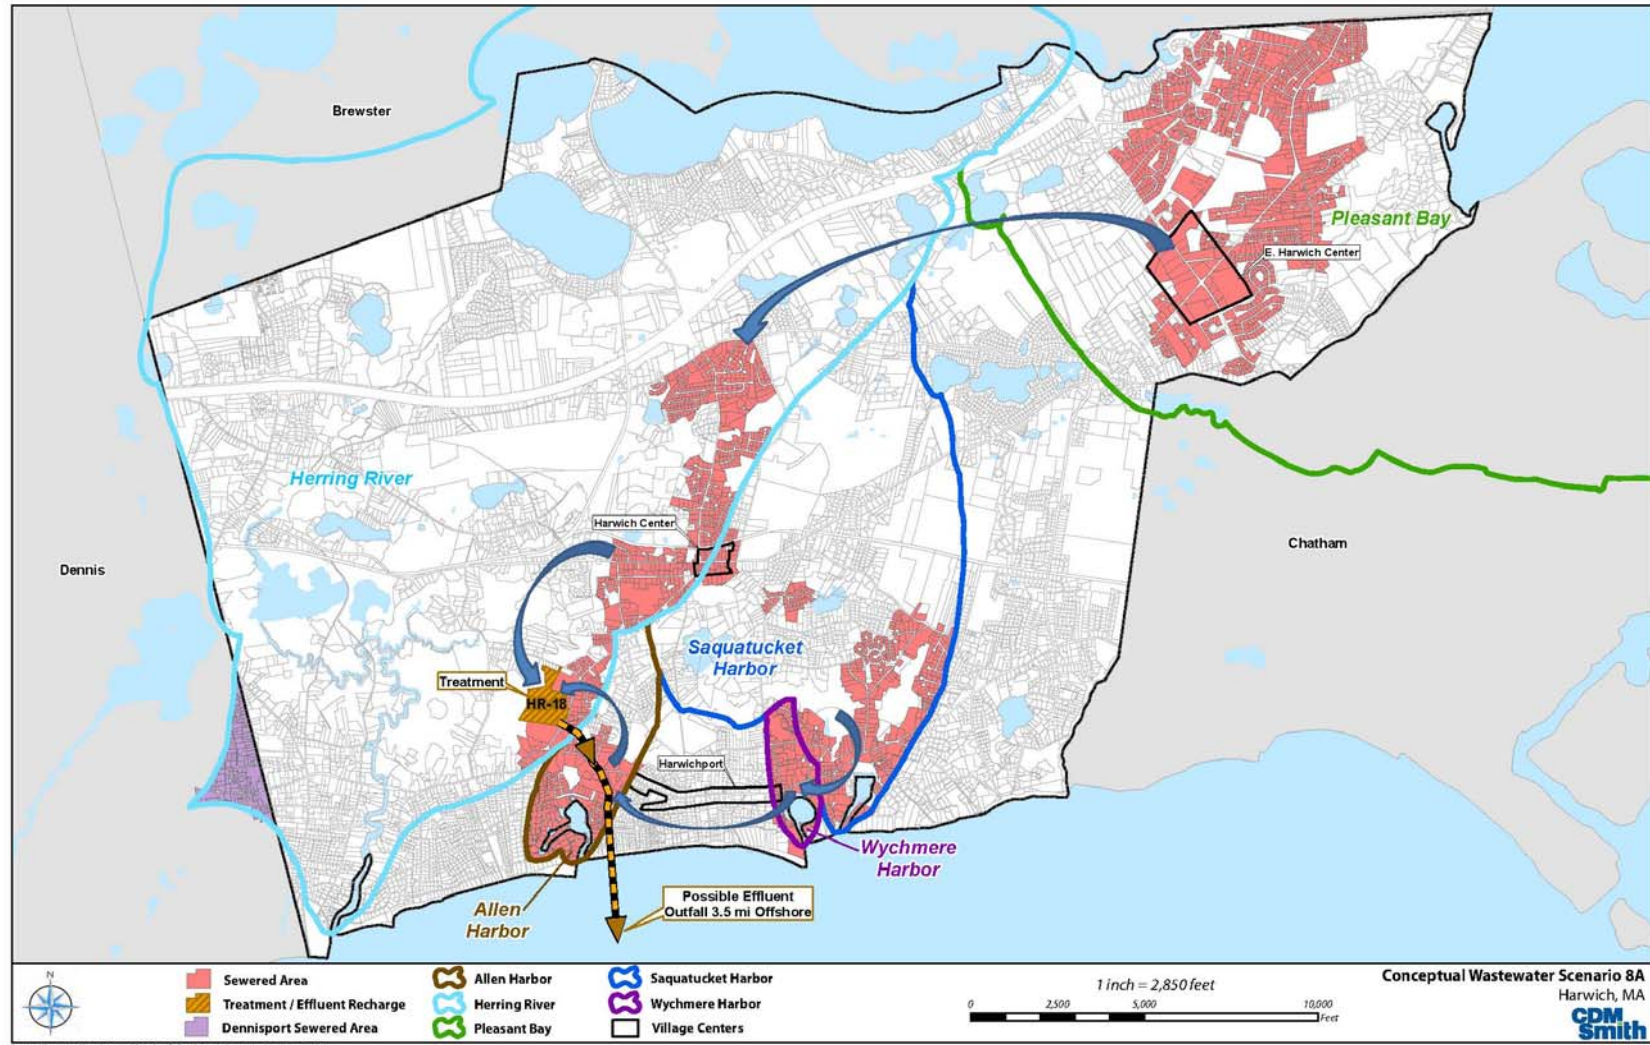 Brewster
Pleasant Bay
E. Harwich Center
Herring River
Harwich Center
Dennis
Chatham
Saquatucket
Harbor
Treatment
HR-18
Harwichport
Wychmere
Harbor
Possible Effluent
Outfall 3.5 mi Offshore
Allen
Harbor
N
Sewered Area
Treatment / Effluent Recharge
Dennisport Sewered Area
Allen Harbor
Herring River
Pleasant Bay
Saquatucket Harbor
Wychmere Harbor
Village Centers
1 inch = 2,850 feet
0 2,500 5,000 10,000
Feet
Conceptual Wastewater Scenario 8A
Harwich, MA
CDM
Smith